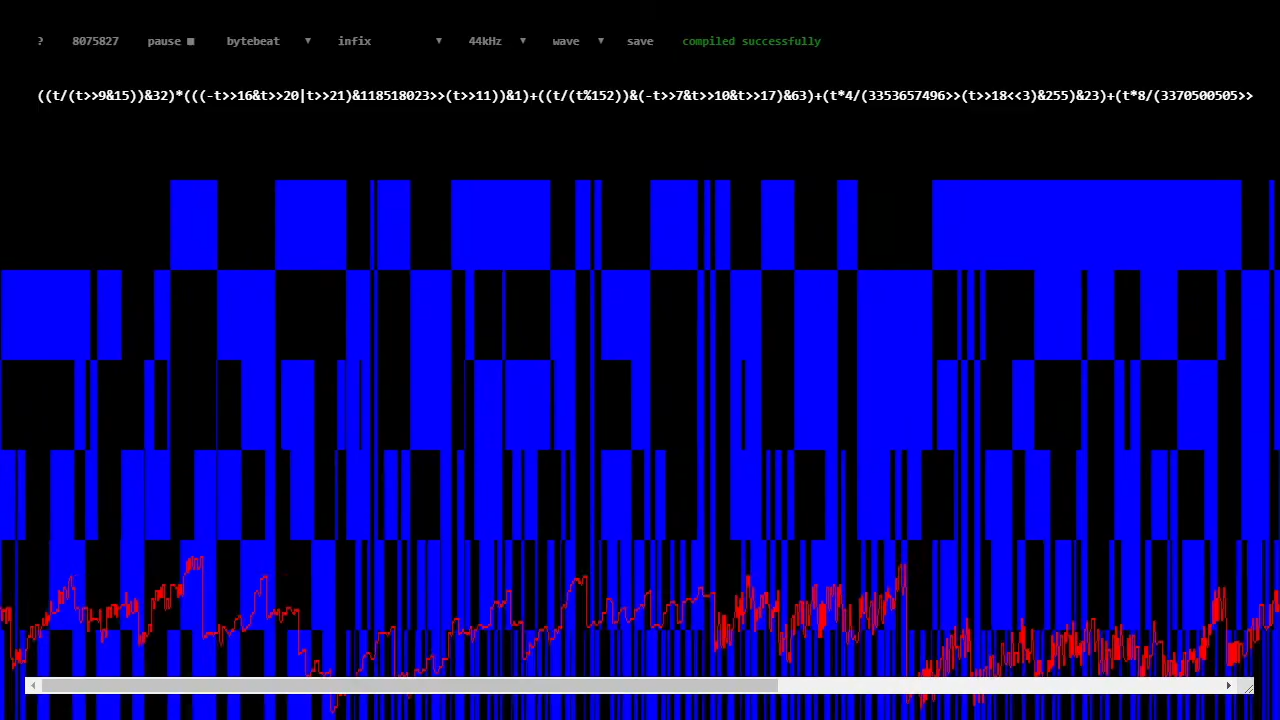 ? 8075827 pause ■ bytebeat ▼ infix ▼ 44kHz ▼ wave ▼ save compiled successfully
((t/(t>>9&15))&32)*(((-t>>16&t>>20|t>>21)&118518023>>(t>>11))&1)+((t/(t%152))&(-t>>7&t>>10&t>>17)&63)+(t*4/(3353657496>>(t>>18<<3)&255)&23)+(t*8/(3370500505>>